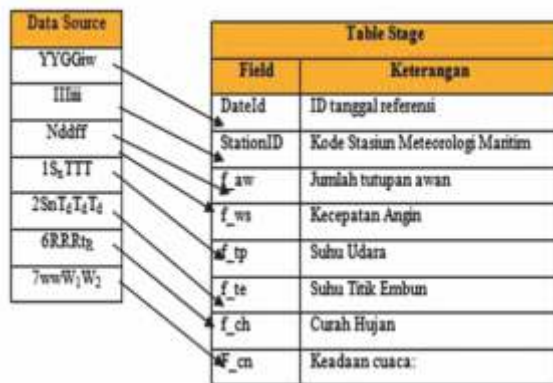 Data Source
YYGGiw
IIIiii
Nddff
1SnTTT
2SnTdTdTd
6RRRtR
7wwW1W2
Table Stage
Field Keterangan
DateId ID tanggal referensi
StationID Kode Stasiun Meteorologi Maritim
f_aw Jumlah tutupan awan
f_ws Kecepatan Angin
f_tp Suhu Udara
f_te Suhu Titik Embun
f_ch Curah Hujan
F_cn Keadaan cuaca: